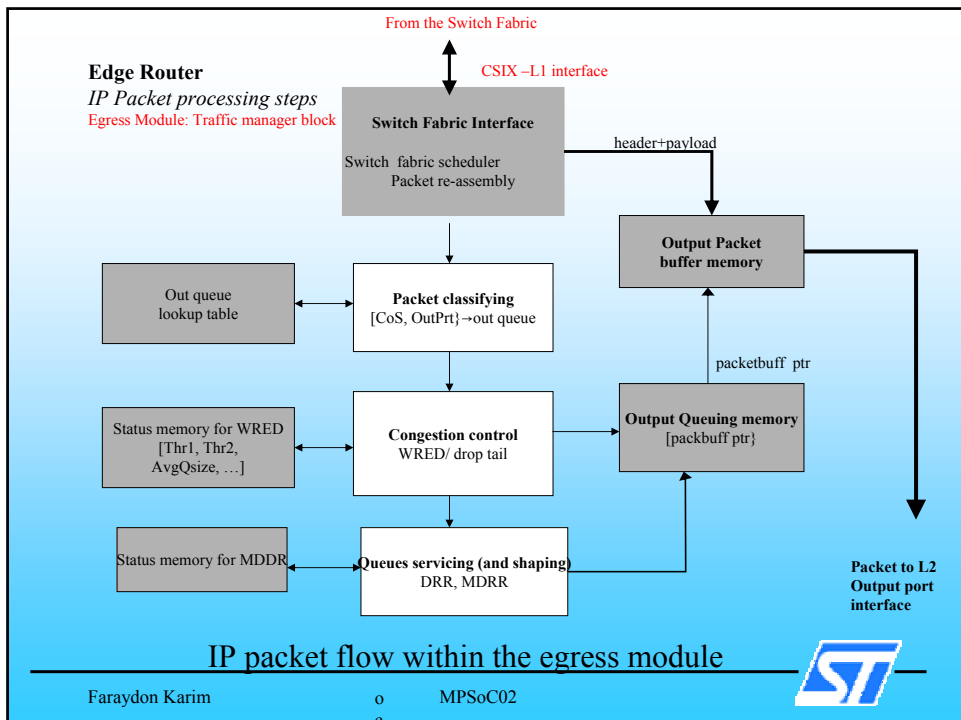 From the Switch Fabric
CSIX –L1 interface
Edge Router
IP Packet processing steps
Egress Module: Traffic manager block
Switch Fabric Interface
Switch fabric scheduler
Packet re-assembly
header+payload
Output Packet
buffer memory
Out queue
lookup table
Packet classifying
[CoS, OutPrt}→out queue
packetbuff ptr
Status memory for WRED
[Thr1, Thr2,
AvgQsize, …]
Congestion control
WRED/ drop tail
Output Queuing memory
[packbuff ptr}
Status memory for MDDR
Queues servicing (and shaping)
DRR, MDRR
Packet to L2
Output port
interface
IP packet flow within the egress module
ST
Faraydon Karim
o
MPSoC02